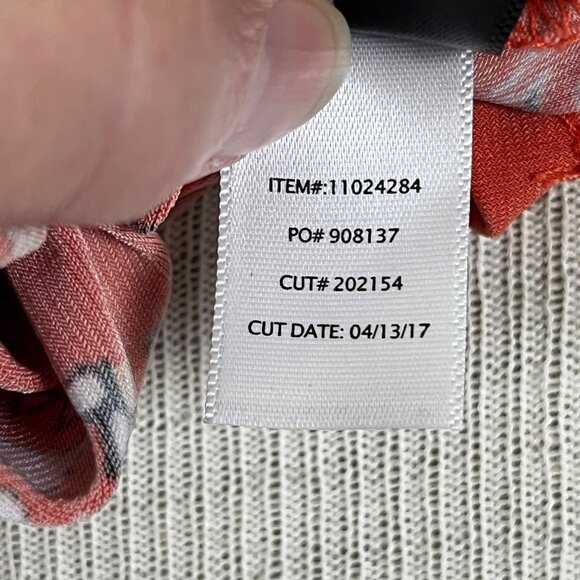 ITEM#:11024284
PO# 908137
CUT# 202154
CUT DATE: 04/13/17